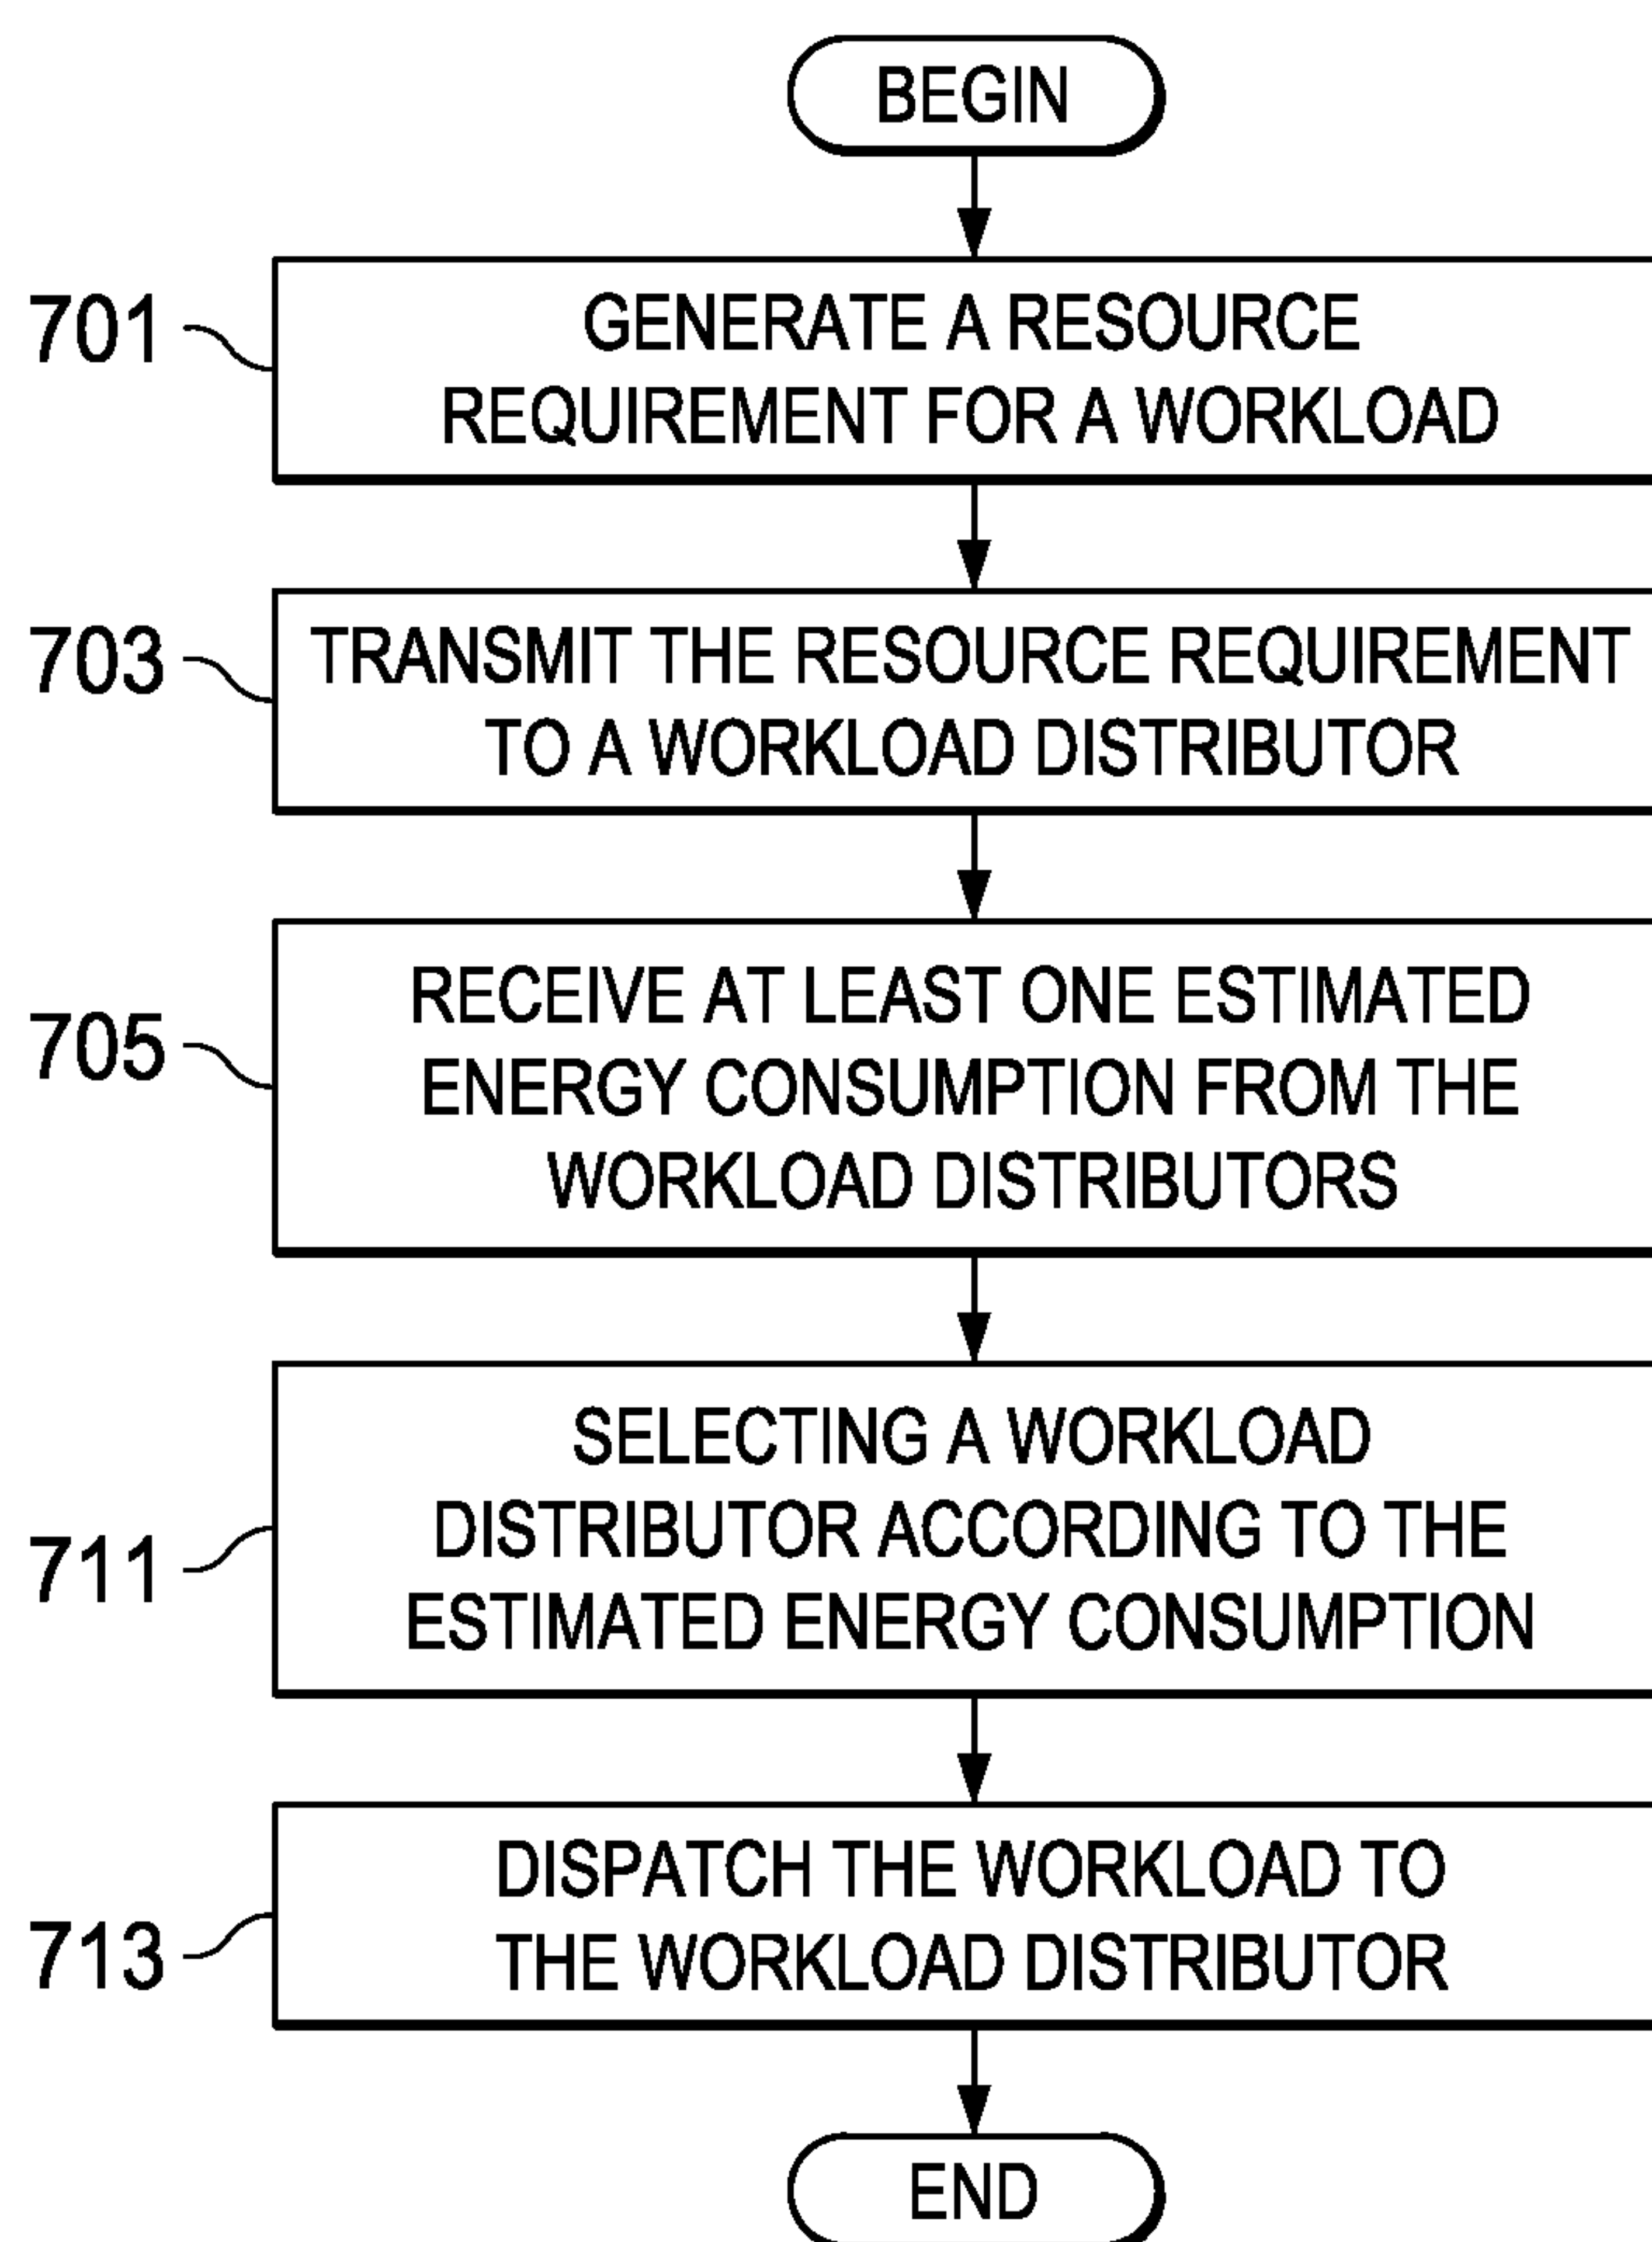 BEGIN
701
GENERATE A RESOURCE
REQUIREMENT FOR A WORKLOAD
703
TRANSMIT THE RESOURCE REQUIREMENT
TO A WORKLOAD DISTRIBUTOR
705
RECEIVE AT LEAST ONE ESTIMATED
ENERGY CONSUMPTION FROM THE
WORKLOAD DISTRIBUTORS
711
SELECTING A WORKLOAD
DISTRIBUTOR ACCORDING TO THE
ESTIMATED ENERGY CONSUMPTION
713
DISPATCH THE WORKLOAD TO
THE WORKLOAD DISTRIBUTOR
END